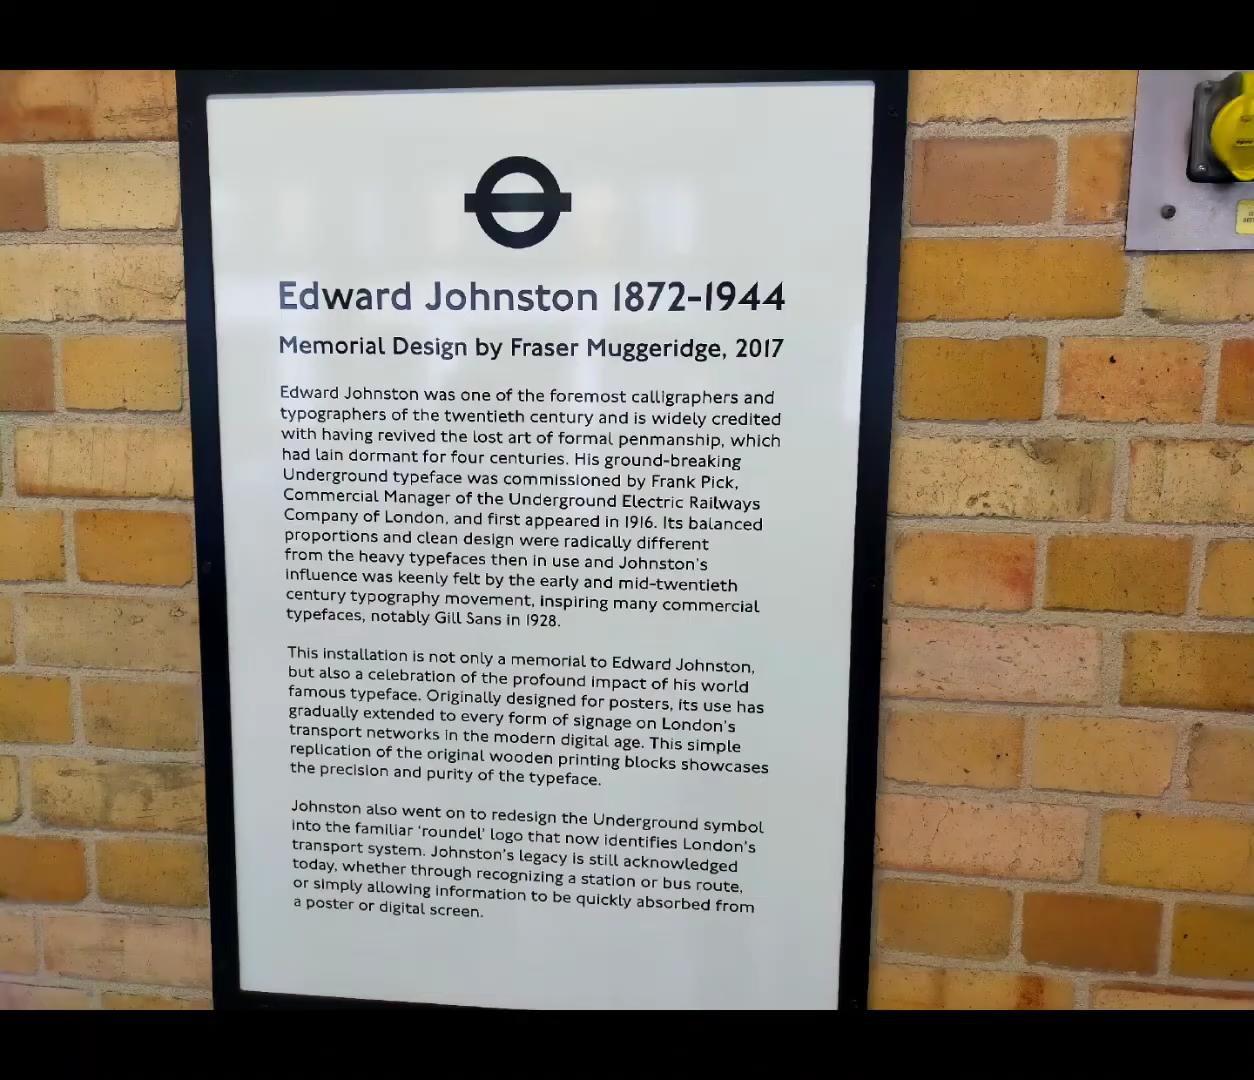 Edward Johnston 1872-1944
Memorial Design by Fraser Muggeridge, 2017
Edward Johnston was one of the foremost calligraphers and
typographers of the twentieth century and is widely credited
with having revived the lost art of formal penmanship, which
had lain dormant for four centuries. His ground-breaking
Underground typeface was commissioned by Frank Pick,
Commercial Manager of the Underground Electric Railways
Company of London, and first appeared in 1916. Its balanced
proportions and clean design were radically different
from the heavy typefaces then in use and Johnston's
influence was keenly felt by the early and mid-twentieth
century typography movement, inspiring many commercial
typefaces, notably Gill Sans in 1928.
This installation is not only a memorial to Edward Johnston,
but also a celebration of the profound impact of his world
famous typeface. Originally designed for posters, its use has
gradually extended to every form of signage on London's
transport networks in the modern digital age. This simple
replication of the original wooden printing blocks showcases
the precision and purity of the typeface.
Johnston also went on to redesign the Underground symbol
into the familiar 'roundel' logo that now identifies London's
transport system. Johnston's legacy is still acknowledged
today, whether through recognizing a station or bus route,
or simply allowing information to be quickly absorbed from
a poster or digital screen.